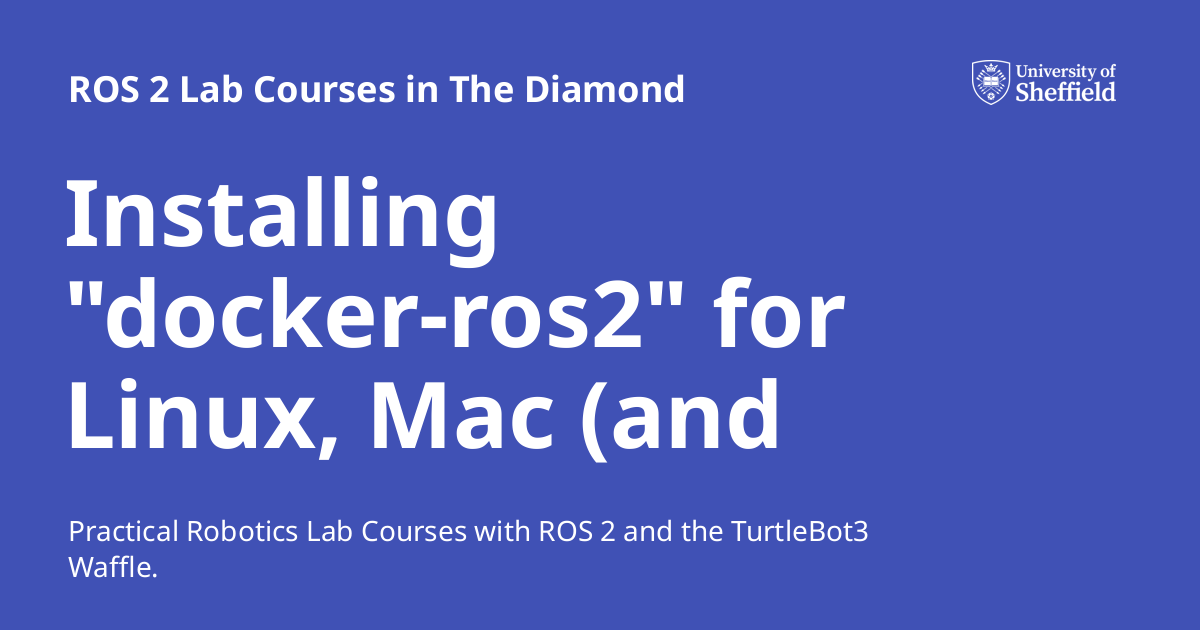 ROS 2 Lab Courses in The Diamond
University of
Sheffield
Installing
"docker-ros2" for
Linux, Mac (and
Practical Robotics Lab Courses with ROS 2 and the TurtleBot3
Waffle.